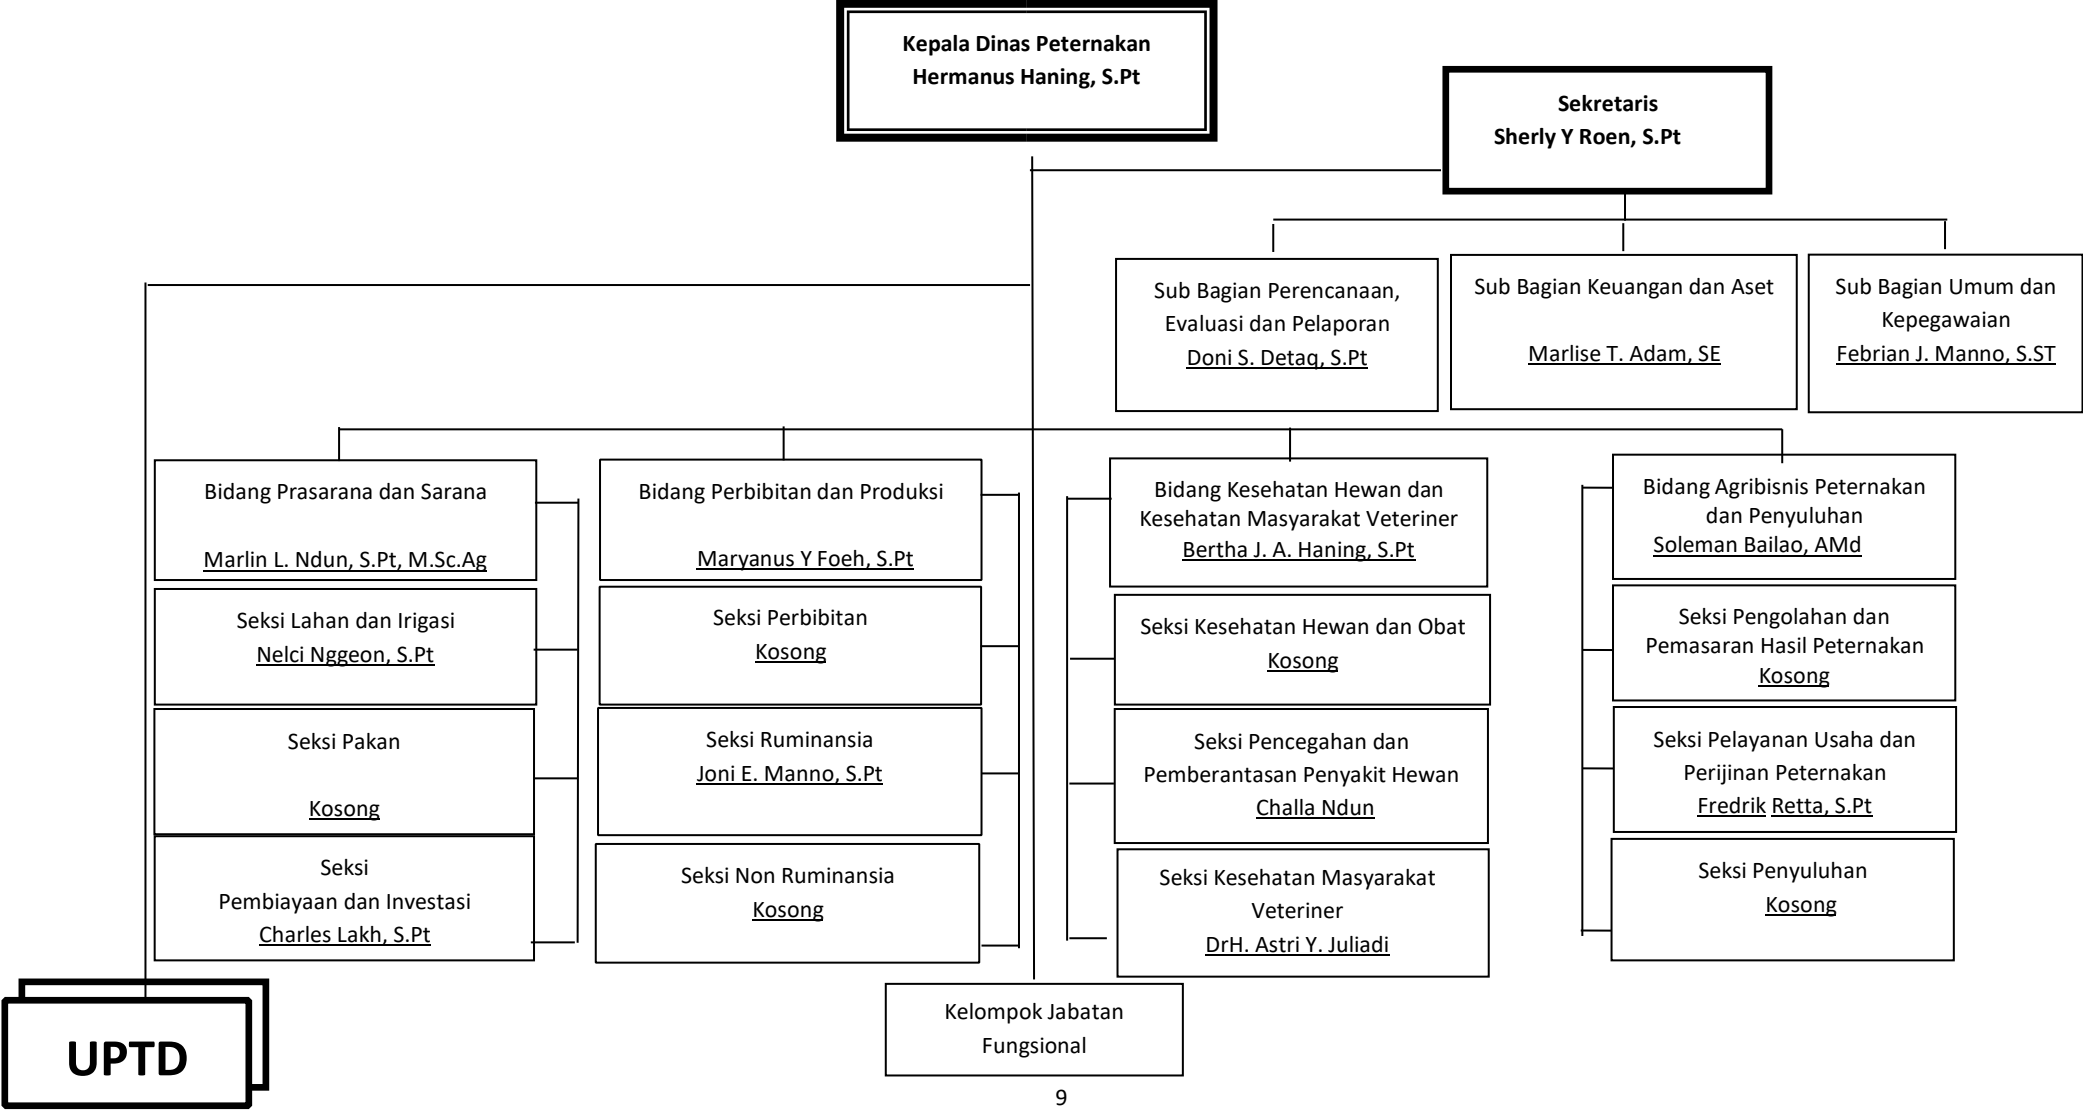 Kepala Dinas Peternakan
Hermanus Haning, S.Pt
Sekretaris
Sherly Y Roen, S.Pt
Sub Bagian Perencanaan,
Evaluasi dan Pelaporan
Doni S. Detaq, S.Pt
Sub Bagian Keuangan dan Aset
Marlise T. Adam, SE
Sub Bagian Umum dan
Kepegawaian
Febrian J. Manno, S.ST
Bidang Prasarana dan Sarana
Marlin L. Ndun, S.Pt, M.Sc.Ag
Seksi Lahan dan Irigasi
Nelci Nggeon, S.Pt
Seksi Pakan
Kosong
Seksi
Pembiayaan dan Investasi
Charles Lakh, S.Pt
Bidang Perbibitan dan Produksi
Maryanus Y Foeh, S.Pt
Seksi Perbibitan
Kosong
Seksi Ruminansia
Joni E. Manno, S.Pt
Seksi Non Ruminansia
Kosong
Bidang Kesehatan Hewan dan
Kesehatan Masyarakat Veteriner
Bertha J. A. Haning, S.Pt
Seksi Kesehatan Hewan dan Obat
Kosong
Seksi Pencegahan dan
Pemberantasan Penyakit Hewan
Challa Ndun
Seksi Kesehatan Masyarakat
Veteriner
DrH. Astri Y. Juliadi
Bidang Agribisnis Peternakan
dan Penyuluhan
Soleman Bailao, AMd
Seksi Pengolahan dan
Pemasaran Hasil Peternakan
Kosong
Seksi Pelayanan Usaha dan
Perijinan Peternakan
Fredrik Retta, S.Pt
Seksi Penyuluhan
Kosong
UPTD
Kelompok Jabatan
Fungsional
9